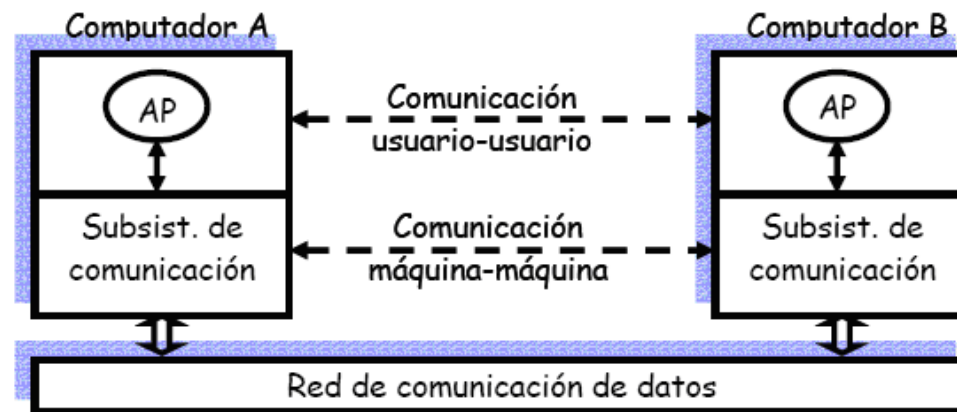 Computador A
Computador B
AP
Comunicación
usuario-usuario
AP
Subsist. de
comunicación
Comunicación
máquina-máquina
Subsist. de
comunicación
Red de comunicación de datos